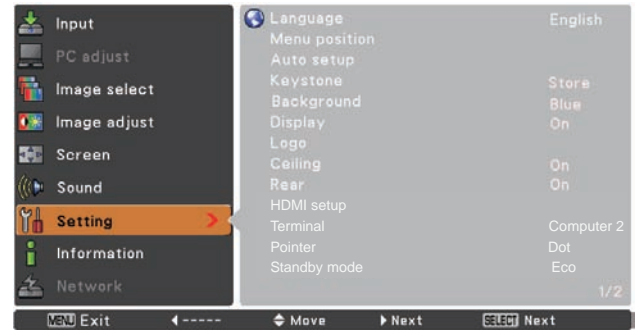 Input
PC adjust
Image select
Image adjust
Screen
Sound
Setting
Information
Network
Language English
Menu position
Auto setup
Keystone Store
Background Blue
Display On
Logo
Ceiling On
Rear On
HDMI setup
Terminal Computer 2
Pointer Dot
Standby mode Eco
1/2
MENU Exit ◀----- Move ▶Next SELECT Next